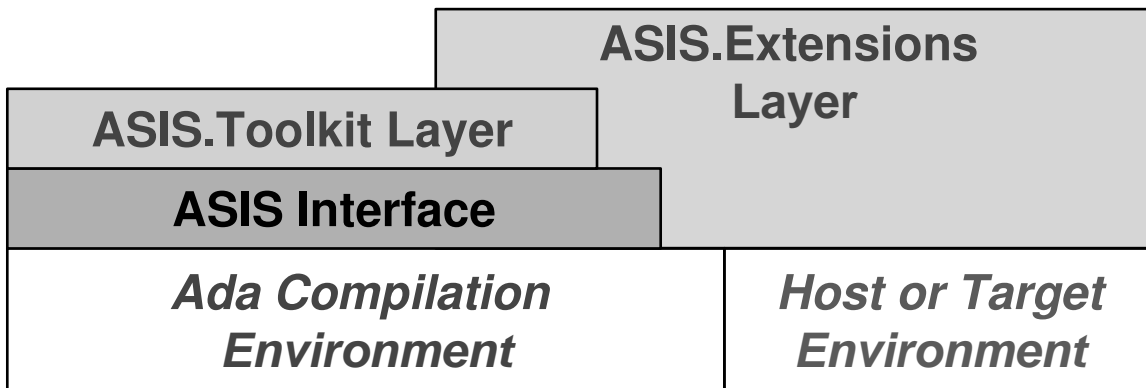 ASIS.Extensions
Layer
ASIS.Toolkit Layer
ASIS Interface
Ada Compilation
Environment
Host or Target
Environment